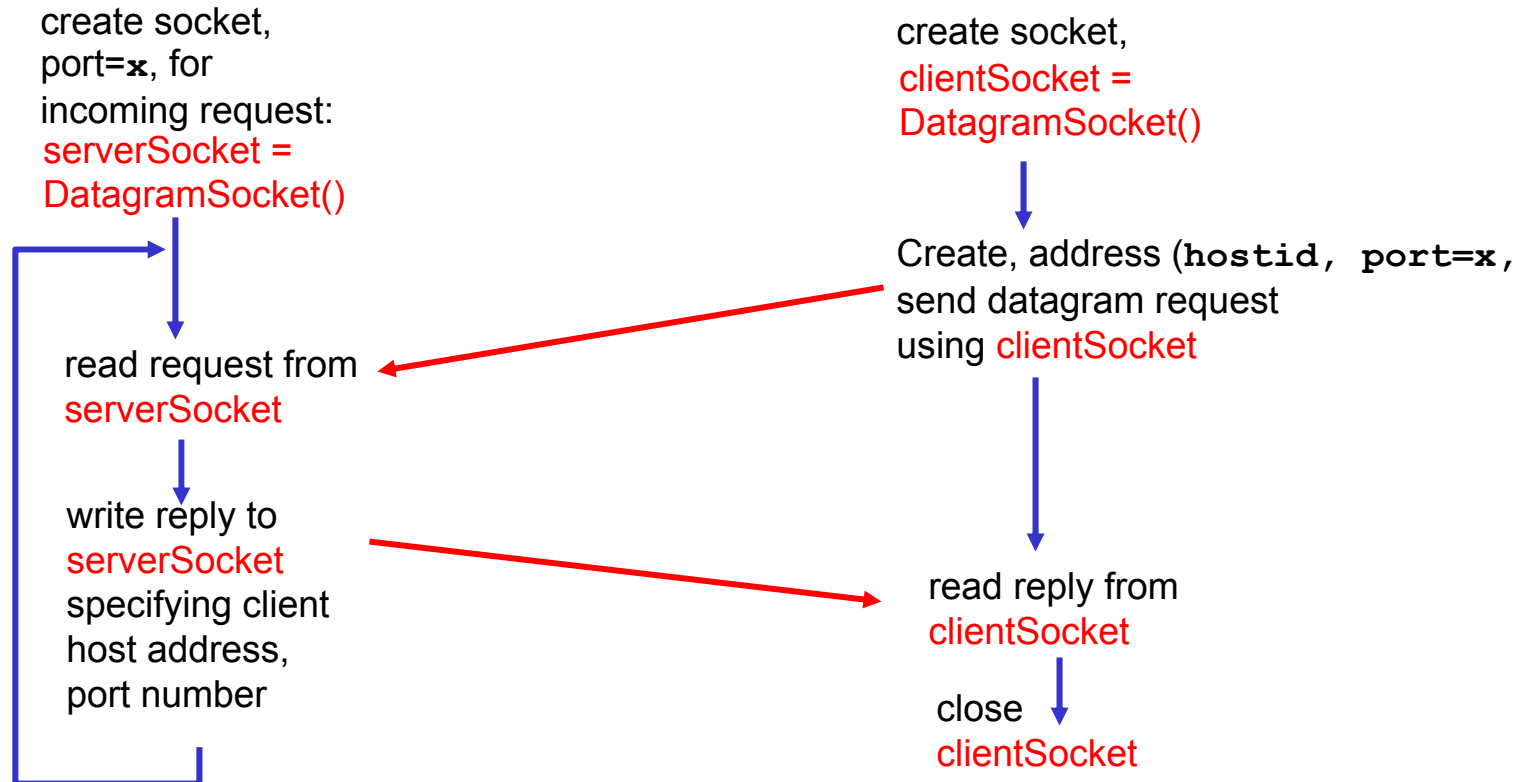 create socket,
port=x, for
incoming request:
serverSocket =
DatagramSocket()
read request from
serverSocket
write reply to
serverSocket
specifying client
host address,
port number
create socket,
clientSocket =
DatagramSocket()
Create, address (hostid, port=x,
send datagram request
using clientSocket
read reply from
clientSocket
close
clientSocket